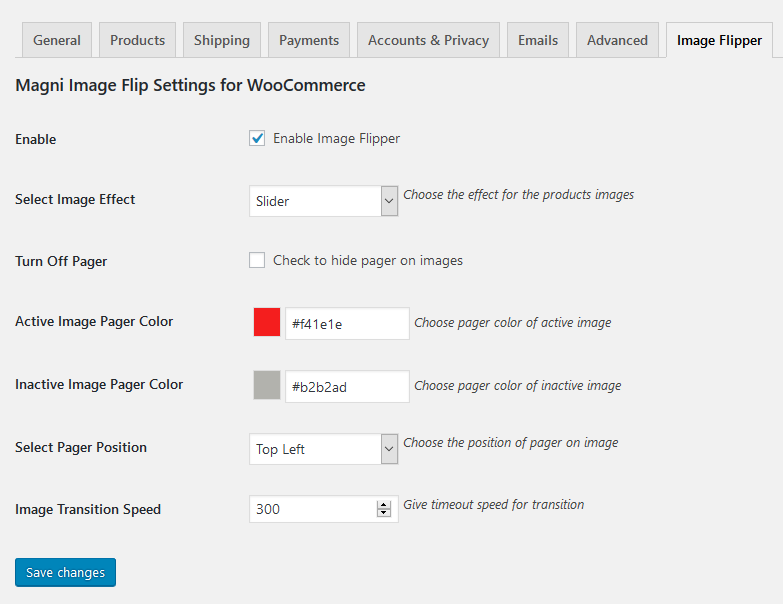 General Products Shipping Payments Accounts & Privacy Emails Advanced Image Flipper
Magni Image Flip Settings for WooCommerce
Enable Enable Image Flipper
Select Image Effect Slider Choose the effect for the products images
Turn Off Pager Check to hide pager on images
Active Image Pager Color #f41e1e Choose pager color of active image
Inactive Image Pager Color #b2b2ad Choose pager color of inactive image
Select Pager Position Top Left Choose the position of pager on image
Image Transition Speed 300 Give timeout speed for transition
Save changes